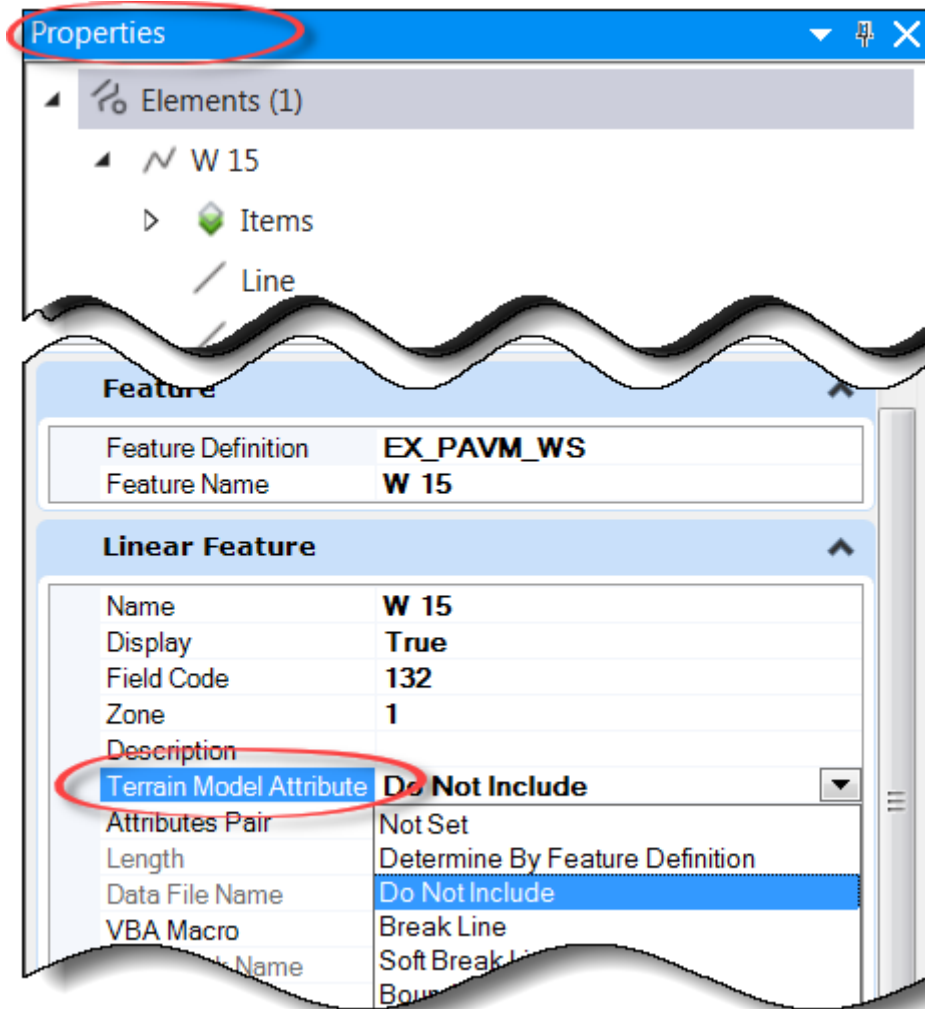 Properties
Elements (1)
W 15
Items
Line
Feature
Feature Definition EX_PAVM_WS
Feature Name W 15
Linear Feature
Name W 15
Display True
Field Code 132
Zone 1
Description
Terrain Model Attribute Do Not Include
Attributes Pair Not Set
Length Determine By Feature Definition
Data File Name Do Not Include
VBA Macro Break Line
Name Soft Break